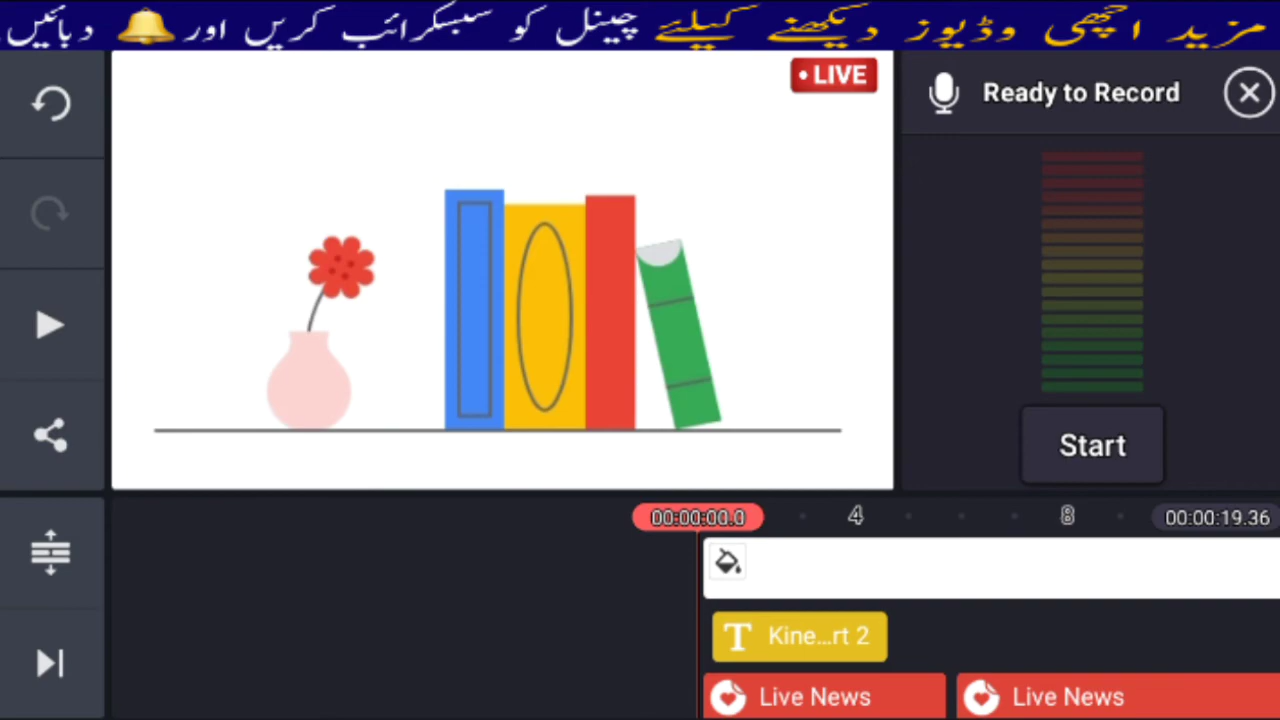 مزید اچھی وڈیوز دیکھنے کیلئے چینل کو سبسکرائب کریں اور دبائیں
LIVE
Ready to Record
Start
00:00:00.0
4
8
00:00:19.36
T Kine...rt 2
Live News
Live News